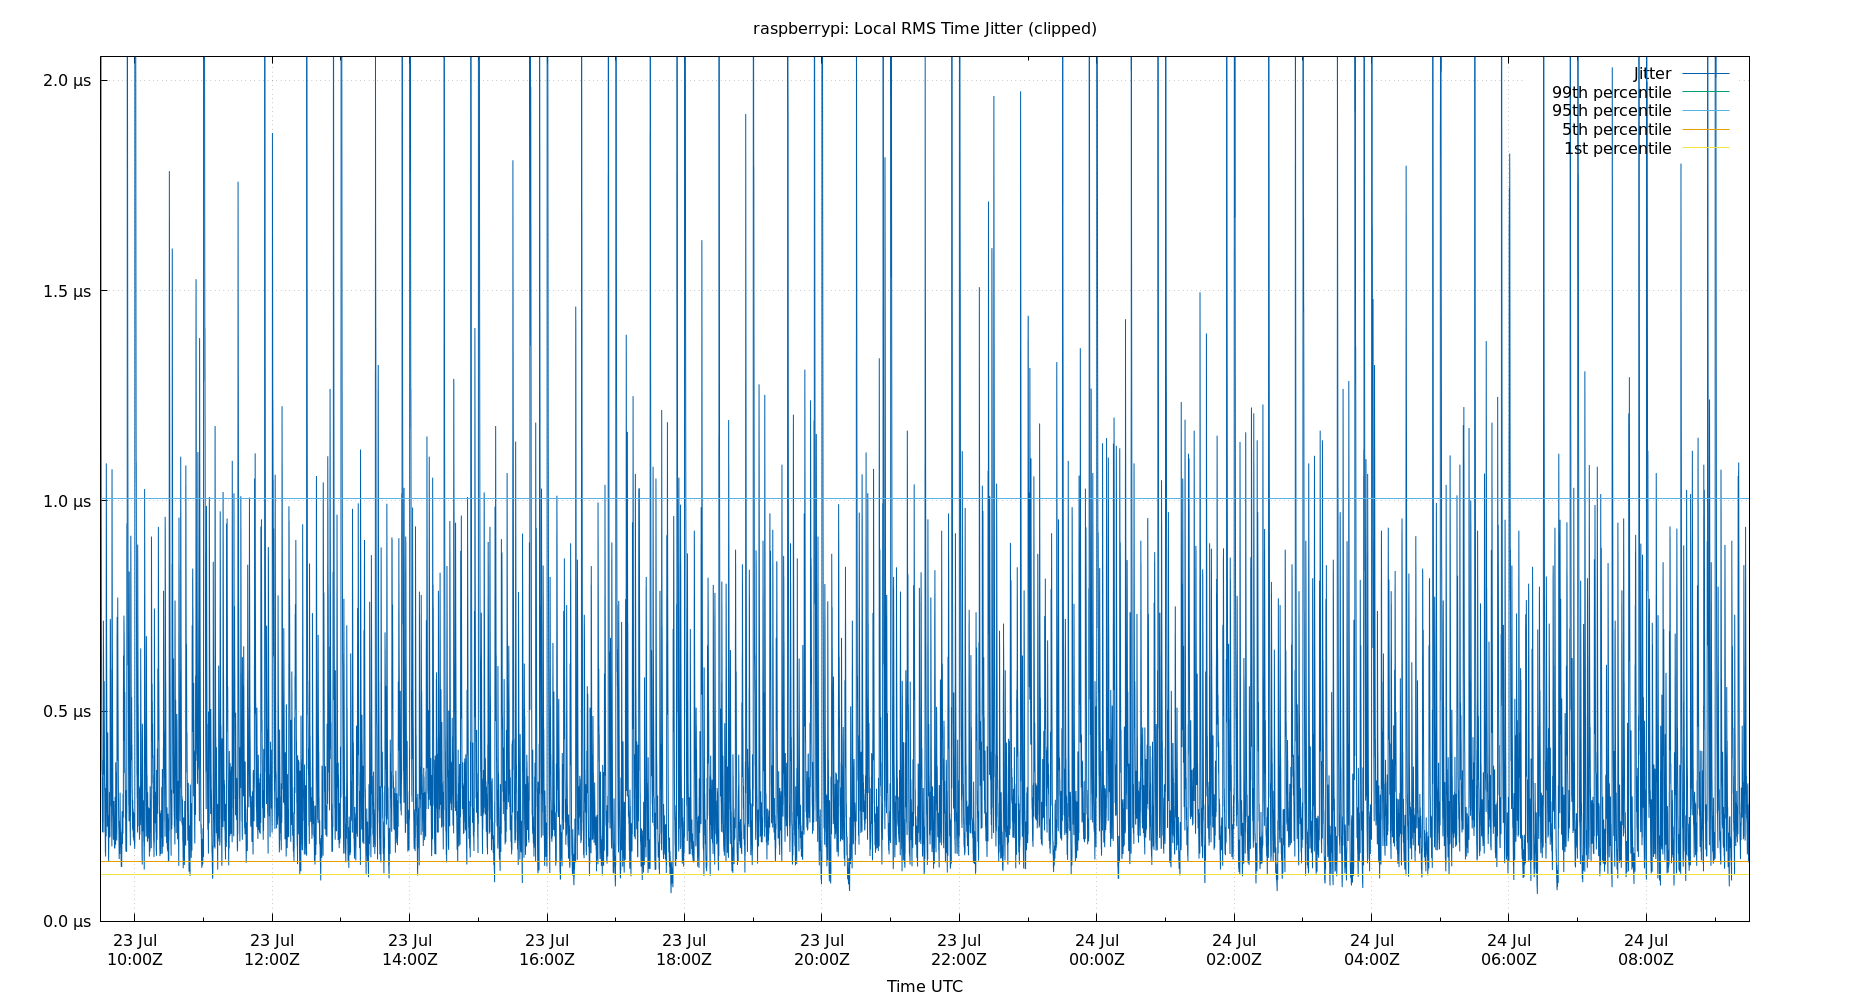 raspberrypi: Local RMS Time Jitter (clipped)
2.0 µs
1.5 µs
1.0 µs
0.5 µs
0.0 µs
Jitter
99th percentile
95th percentile
5th percentile
1st percentile
23 Jul 23 Jul 23 Jul 23 Jul 23 Jul 23 Jul 23 Jul 24 Jul 24 Jul 24 Jul 24 Jul 24 Jul
10:00Z 12:00Z 14:00Z 16:00Z 18:00Z 20:00Z 22:00Z 00:00Z 02:00Z 04:00Z 06:00Z 08:00Z
Time UTC